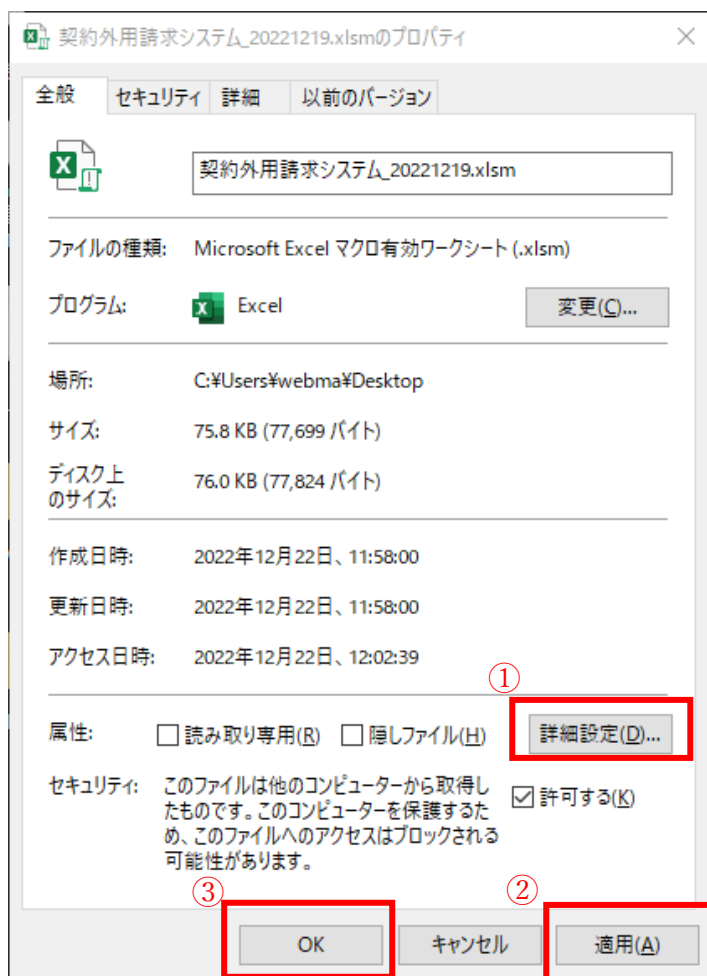 契約外用請求システム_20221219.xlsmのプロパティ
全般 セキュリティ 詳細 以前のバージョン
契約外用請求システム_20221219.xlsm
ファイルの種類: Microsoft Excel マクロ有効ワークシート (.xlsm)
プログラム: Excel 変更(C)...
場所: C:¥Users¥webma¥Desktop
サイズ: 75.8 KB (77,699 バイト)
ディスク上
のサイズ: 76.0 KB (77,824 バイト)
作成日時: 2022年12月22日、11:58:00
更新日時: 2022年12月22日、11:58:00
アクセス日時: 2022年12月22日、12:02:39
①
属性: 読み取り専用(R) 隠しファイル(H) 詳細設定(D)...
セキュリティ: このファイルは他のコンピューターから取得し
たものです。このコンピューターを保護するた
め、このファイルへのアクセスはブロックされる
可能性があります。
許可する(K)
③ ②
OK キャンセル 適用(A)